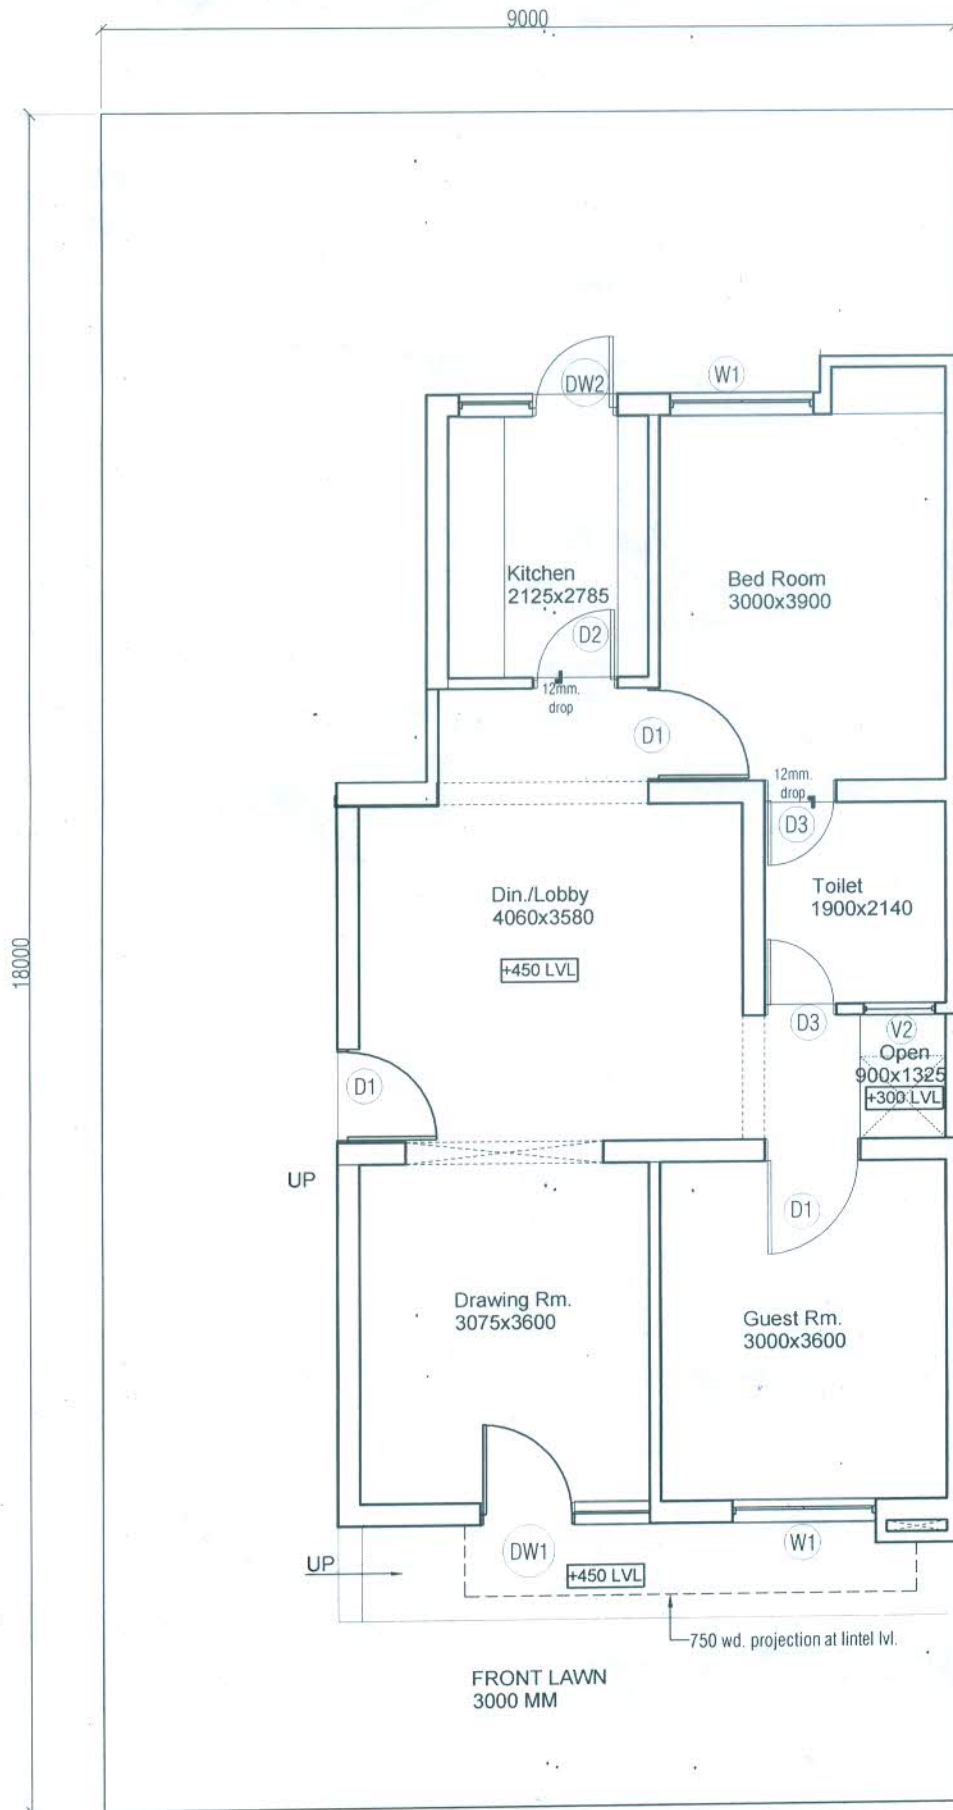 9000
18000
DW2
W1
Kitchen
2125x2785
Bed Room
3000x3900
D2
12mm.
drop
D1
12mm.
drop
D3
Toilet
1900x2140
Din./Lobby
4060x3580
+450 LVL
D3
V2
Open
900x1325
+300 LVL
D1
UP
D1
Drawing Rm.
3075x3600
Guest Rm.
3000x3600
DW1
W1
UP
+450 LVL
750 wd. projection at lintel lvl.
FRONT LAWN
3000 MM